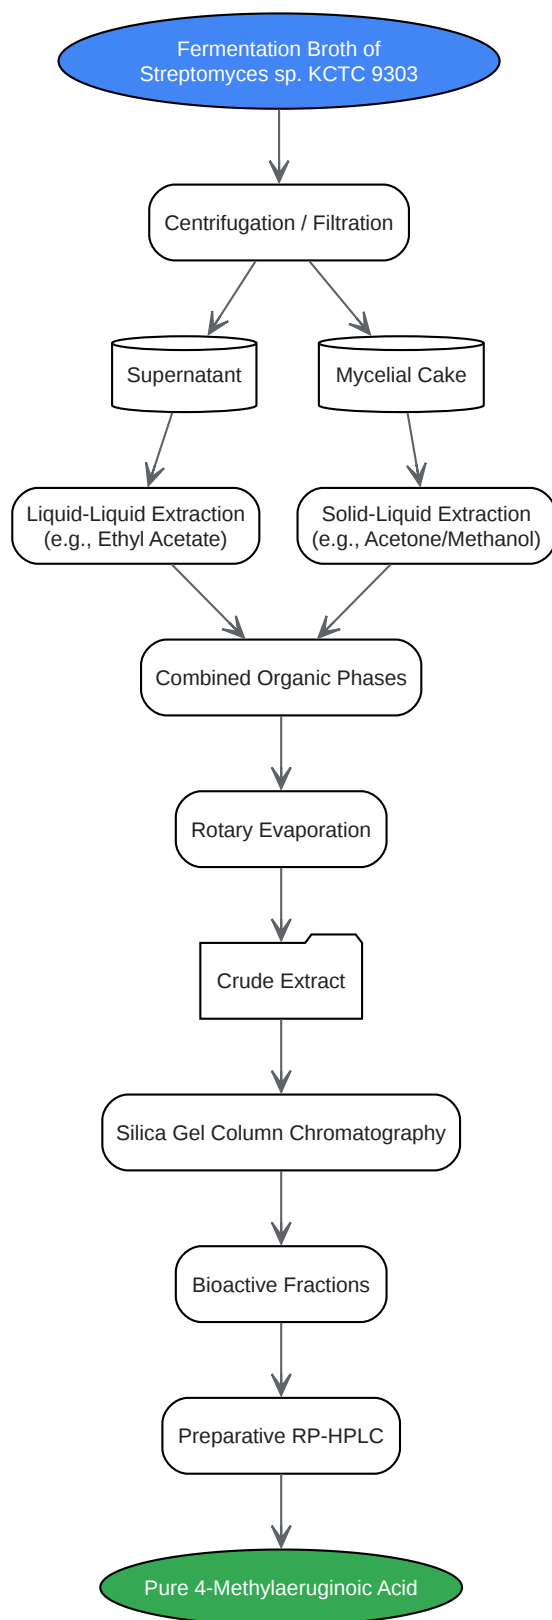 Fermentation Broth of
Streptomyces sp. KCTC 9303
Centrifugation / Filtration
Supernatant
Mycelial Cake
Liquid-Liquid Extraction
(e.g., Ethyl Acetate)
Solid-Liquid Extraction
(e.g., Acetone/Methanol)
Combined Organic Phases
Rotary Evaporation
Crude Extract
Silica Gel Column Chromatography
Bioactive Fractions
Preparative RP-HPLC
Pure 4-Methylaeruginoic Acid